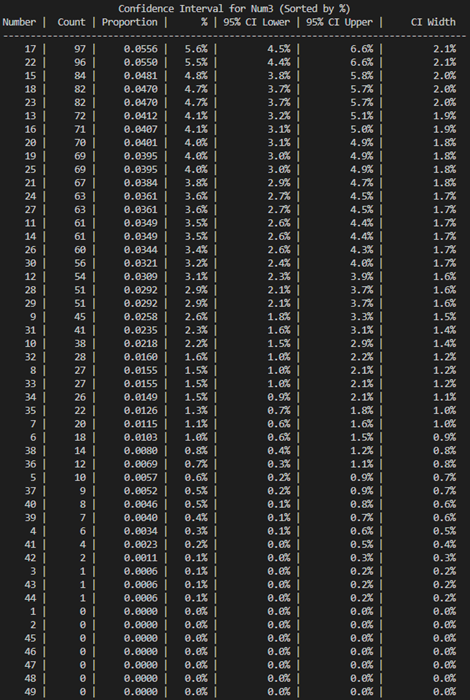 Confidence Interval for Num3 (Sorted by %)
Number | Count | Proportion | % | 95% CI Lower | 95% CI Upper | CI Width
--------------------------------------------------------------------------------
17 | 97 | 0.0556 | 5.6% | 4.5% | 6.6% | 2.1%
22 | 96 | 0.0550 | 5.5% | 4.4% | 6.6% | 2.1%
15 | 84 | 0.0481 | 4.8% | 3.8% | 5.8% | 2.0%
18 | 82 | 0.0470 | 4.7% | 3.7% | 5.7% | 2.0%
23 | 82 | 0.0470 | 4.7% | 3.7% | 5.7% | 2.0%
13 | 72 | 0.0412 | 4.1% | 3.2% | 5.1% | 1.9%
16 | 71 | 0.0407 | 4.1% | 3.1% | 5.0% | 1.9%
20 | 70 | 0.0401 | 4.0% | 3.1% | 4.9% | 1.8%
19 | 69 | 0.0395 | 4.0% | 3.0% | 4.9% | 1.8%
25 | 69 | 0.0395 | 4.0% | 3.0% | 4.9% | 1.8%
21 | 67 | 0.0384 | 3.8% | 2.9% | 4.7% | 1.8%
24 | 63 | 0.0361 | 3.6% | 2.7% | 4.5% | 1.7%
27 | 63 | 0.0361 | 3.6% | 2.7% | 4.5% | 1.7%
11 | 61 | 0.0349 | 3.5% | 2.6% | 4.4% | 1.7%
14 | 61 | 0.0349 | 3.5% | 2.6% | 4.4% | 1.7%
26 | 60 | 0.0344 | 3.4% | 2.6% | 4.3% | 1.7%
30 | 56 | 0.0321 | 3.2% | 2.4% | 4.0% | 1.7%
12 | 54 | 0.0309 | 3.1% | 2.3% | 3.9% | 1.6%
28 | 51 | 0.0292 | 2.9% | 2.1% | 3.7% | 1.6%
29 | 51 | 0.0292 | 2.9% | 2.1% | 3.7% | 1.6%
9 | 45 | 0.0258 | 2.6% | 1.8% | 3.3% | 1.5%
31 | 41 | 0.0235 | 2.3% | 1.6% | 3.1% | 1.4%
10 | 38 | 0.0218 | 2.2% | 1.5% | 2.9% | 1.4%
32 | 28 | 0.0160 | 1.6% | 1.0% | 2.2% | 1.2%
8 | 27 | 0.0155 | 1.5% | 1.0% | 2.1% | 1.2%
33 | 27 | 0.0155 | 1.5% | 1.0% | 2.1% | 1.2%
34 | 26 | 0.0149 | 1.5% | 0.9% | 2.1% | 1.1%
35 | 22 | 0.0126 | 1.3% | 0.7% | 1.8% | 1.0%
7 | 20 | 0.0115 | 1.1% | 0.6% | 1.6% | 1.0%
6 | 18 | 0.0103 | 1.0% | 0.6% | 1.5% | 0.9%
38 | 14 | 0.0080 | 0.8% | 0.4% | 1.2% | 0.8%
36 | 12 | 0.0069 | 0.7% | 0.3% | 1.1% | 0.8%
5 | 10 | 0.0057 | 0.6% | 0.2% | 0.9% | 0.7%
37 | 9 | 0.0052 | 0.5% | 0.2% | 0.9% | 0.7%
40 | 8 | 0.0046 | 0.5% | 0.1% | 0.8% | 0.6%
39 | 7 | 0.0040 | 0.4% | 0.1% | 0.7% | 0.6%
4 | 6 | 0.0034 | 0.3% | 0.1% | 0.6% | 0.5%
41 | 4 | 0.0023 | 0.2% | 0.0% | 0.5% | 0.4%
42 | 2 | 0.0011 | 0.1% | 0.0% | 0.3% | 0.3%
3 | 1 | 0.0006 | 0.1% | 0.0% | 0.2% | 0.2%
43 | 1 | 0.0006 | 0.1% | 0.0% | 0.2% | 0.2%
44 | 1 | 0.0006 | 0.1% | 0.0% | 0.2% | 0.2%
1 | 0 | 0.0000 | 0.0% | 0.0% | 0.0% | 0.0%
2 | 0 | 0.0000 | 0.0% | 0.0% | 0.0% | 0.0%
45 | 0 | 0.0000 | 0.0% | 0.0% | 0.0% | 0.0%
46 | 0 | 0.0000 | 0.0% | 0.0% | 0.0% | 0.0%
47 | 0 | 0.0000 | 0.0% | 0.0% | 0.0% | 0.0%
48 | 0 | 0.0000 | 0.0% | 0.0% | 0.0% | 0.0%
49 | 0 | 0.0000 | 0.0% | 0.0% | 0.0% | 0.0%